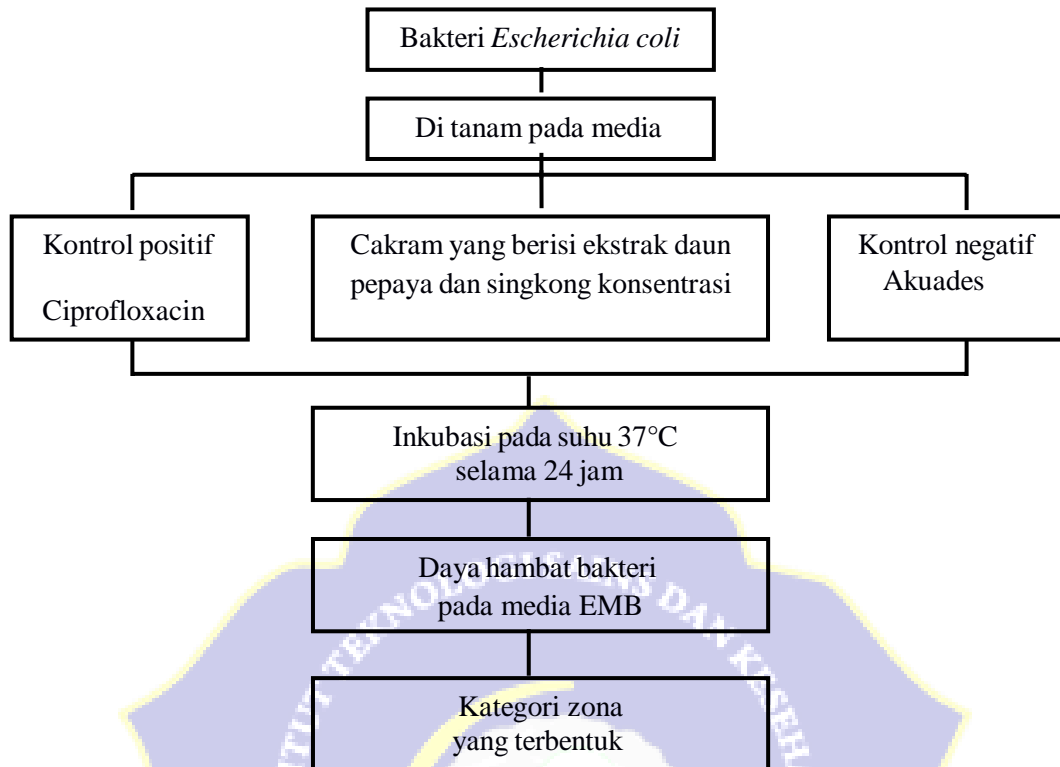 Bakteri Escherichia coli
Di tanam pada media
Kontrol positif
Ciprofloxacin
Cakram yang berisi ekstrak daun
pepaya dan singkong konsentrasi
Kontrol negatif
Akuades
Inkubasi pada suhu 37°C
selama 24 jam
Daya hambat bakteri
pada media EMB
Kategori zona
yang terbentuk